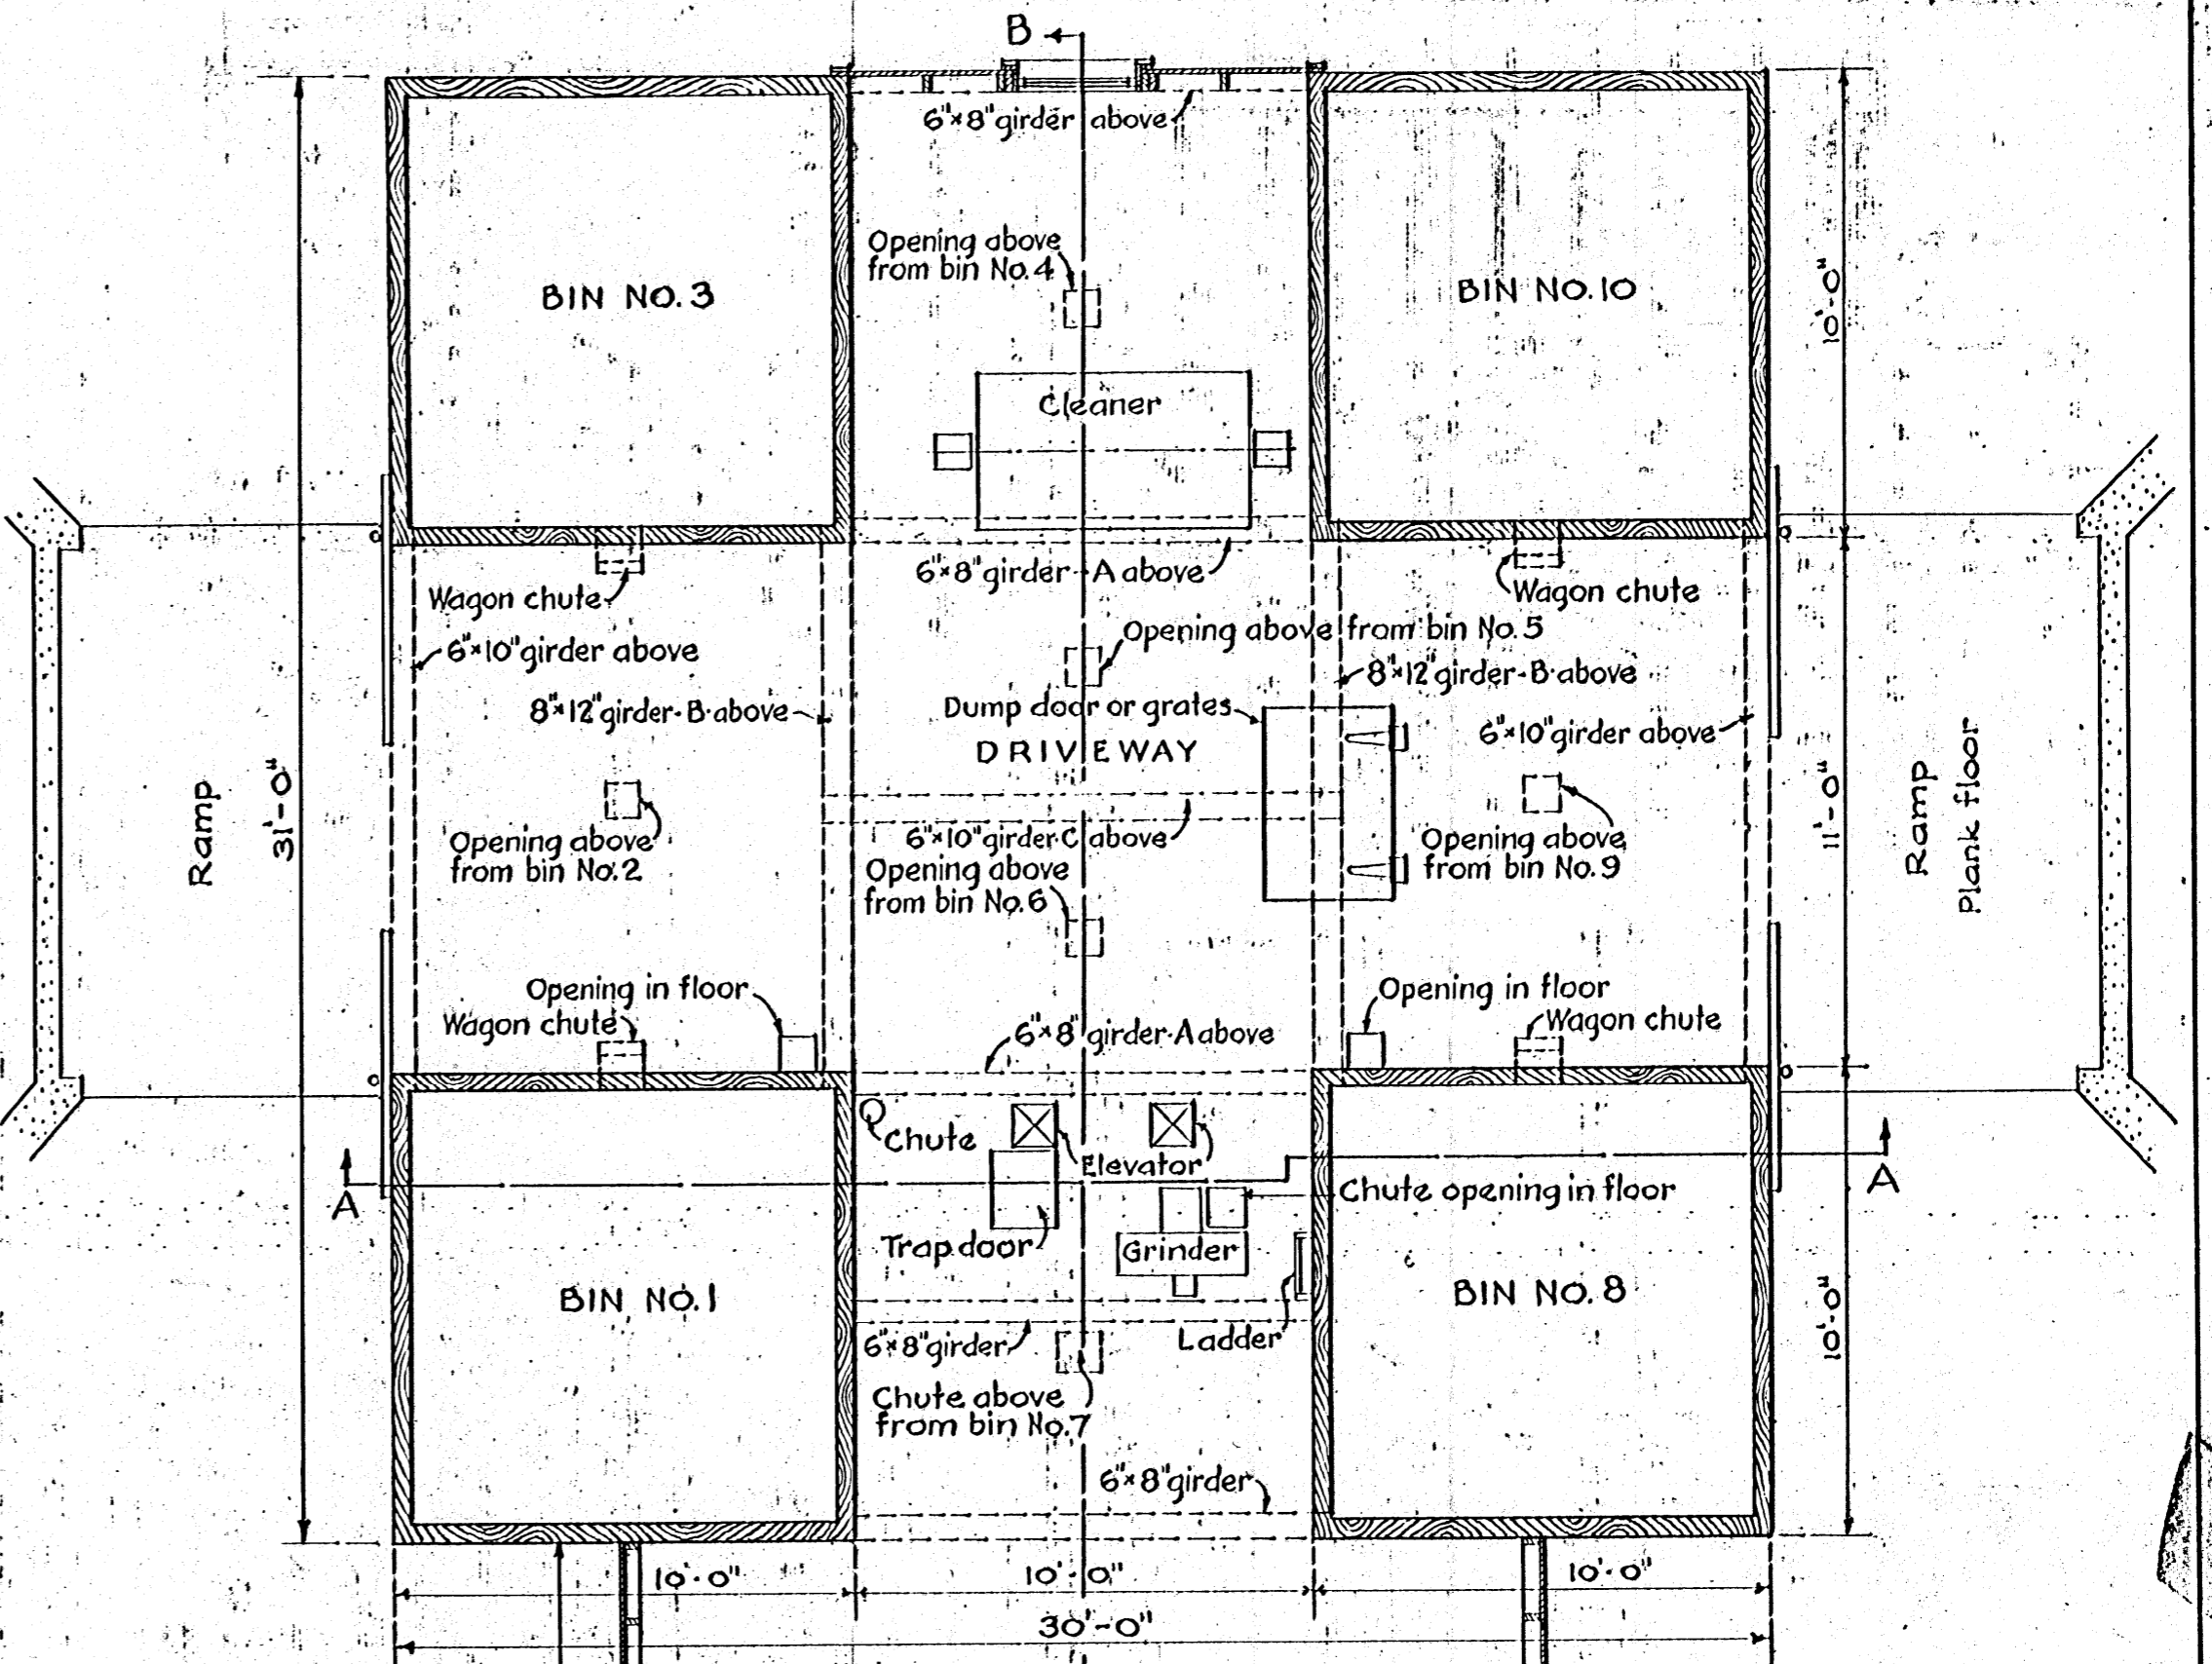 B
6"×8" girder above
Opening above
from bin No. 4
BIN NO. 3
BIN NO. 10
10'-0"
Cleaner
6"×8" girder-A above
Wagon chute
Wagon chute
Opening above from bin No. 5
6"×10" girder above
8"×12" girder-B-above
8"×12" girder-B-above
Dump door or grates
6"×10" girder above
DRIVEWAY
Ramp
31'-0"
11'-0"
Ramp
Plank floor
Opening above
from bin No. 2
6"×10" girder-C above
Opening above
from bin No. 9
Opening above
from bin No. 6
Opening in floor
Wagon chute
Opening in floor
Wagon chute
6"×8" girder-A above
Chute
Elevator
A
A
Chute opening in floor
Trap door
Grinder
BIN NO. 1
BIN NO. 8
10'-0"
6"×8" girder
Ladder
Chute above
from bin No. 7
6"×8" girder
10'-0"
10'-0"
10'-0"
30'-0"